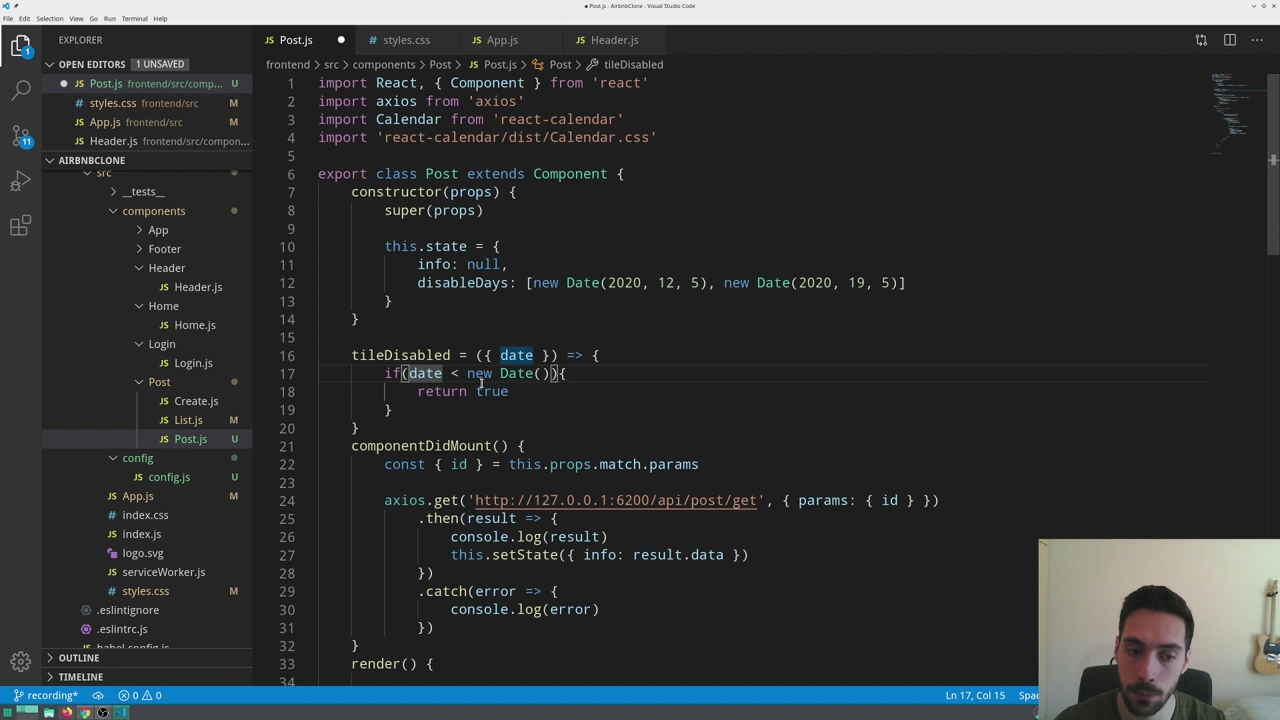 ● Post.js - AirbnbClone - Visual Studio Code
File Edit Selection View Go Run Terminal Help
EXPLORER
OPEN EDITORS 1 UNSAVED
Post.js frontend/src/comp... U
styles.css frontend/src M
App.js frontend/src M
Header.js frontend/src/compon...
AIRBNBCLONE
src
__tests__
components
App
Footer
Header
Header.js
Home
Home.js
Login
Login.js
Post
Create.js
List.js M
Post.js U
config
config.js U
App.js M
index.css
index.js
logo.svg
serviceWorker.js
styles.css M
.eslintignore
.eslintrc.js
babel.config.js
OUTLINE
TIMELINE
1
11
Post.js styles.css App.js Header.js
frontend > src > components > Post > Post.js > Post > tileDisabled
1 import React, { Component } from 'react'
2 import axios from 'axios'
3 import Calendar from 'react-calendar'
4 import 'react-calendar/dist/Calendar.css'
5
6 export class Post extends Component {
7 constructor(props) {
8 super(props)
9
10 this.state = {
11 info: null,
12 disableDays: [new Date(2020, 12, 5), new Date(2020, 19, 5)]
13 }
14 }
15
16 tileDisabled = ({ date }) => {
17 if(date < new Date()){
18 return true
19 }
20 }
21 componentDidMount() {
22 const { id } = this.props.match.params
23
24 axios.get('http://127.0.0.1:6200/api/post/get', { params: { id } })
25 .then(result => {
26 console.log(result)
27 this.setState({ info: result.data })
28 })
29 .catch(error => {
30 console.log(error)
31 })
32 }
33 render() {
34
recording* 0 0 Ln 17, Col 15